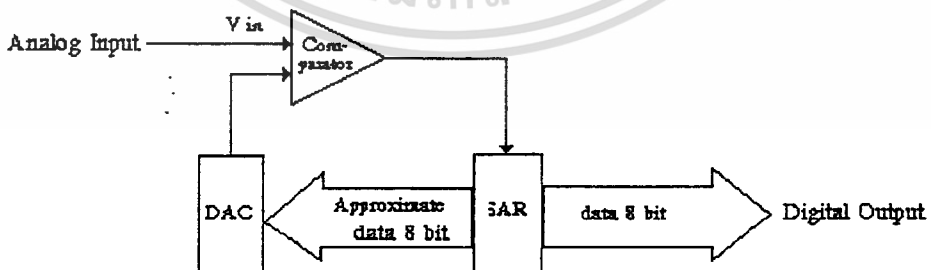 V in
Analog Input
Com-
parator
DAC
Approximate
data 8 bit
SAR
data 8 bit
Digital Output